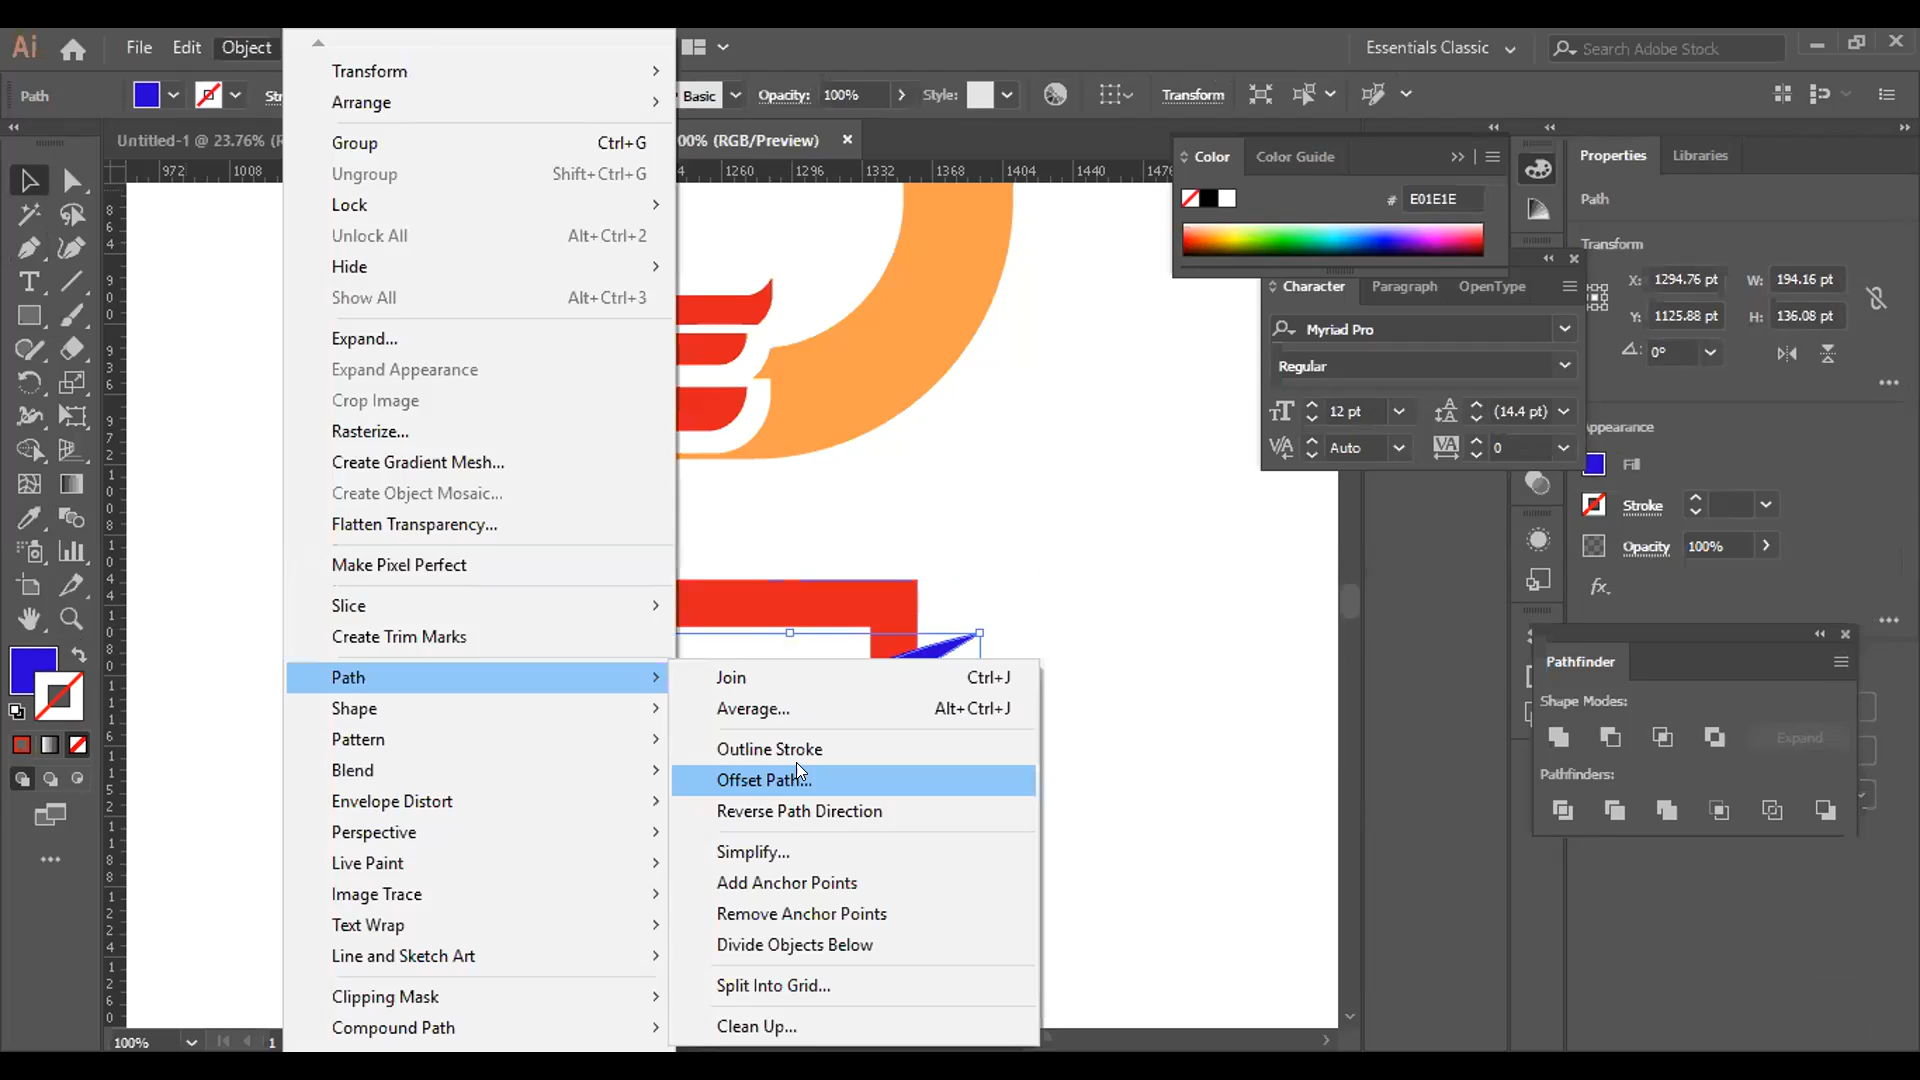 Ai File Edit Object Essentials Classic Search Adobe Stock
Path Basic Opacity: 100% Style: Transform
Untitled-1 @ 23.76% 00% (RGB/Preview) ×
972 1008 1260 1296 1332 1368 1404 1440 1476
Transform
Arrange
Group Ctrl+G
Ungroup Shift+Ctrl+G
Lock
Unlock All Alt+Ctrl+2
Hide
Show All Alt+Ctrl+3
Expand...
Expand Appearance
Crop Image
Rasterize...
Create Gradient Mesh...
Create Object Mosaic...
Flatten Transparency...
Make Pixel Perfect
Slice
Create Trim Marks
Path
Shape
Pattern
Blend
Envelope Distort
Perspective
Live Paint
Image Trace
Text Wrap
Line and Sketch Art
Clipping Mask
Compound Path
Join Ctrl+J
Average... Alt+Ctrl+J
Outline Stroke
Offset Path...
Reverse Path Direction
Simplify...
Add Anchor Points
Remove Anchor Points
Divide Objects Below
Split Into Grid...
Clean Up...
Color Color Guide
# E01E1E
Character Paragraph OpenType
Myriad Pro
Regular
12 pt (14.4 pt)
Auto 0
Properties Libraries
Path
Transform
X: 1294.76 pt W: 194.16 pt
Y: 1125.88 pt H: 136.08 pt
0°
Appearance
Fill
Stroke
Opacity 100%
fx.
Pathfinder
Shape Modes:
Expand
Pathfinders:
100% 1